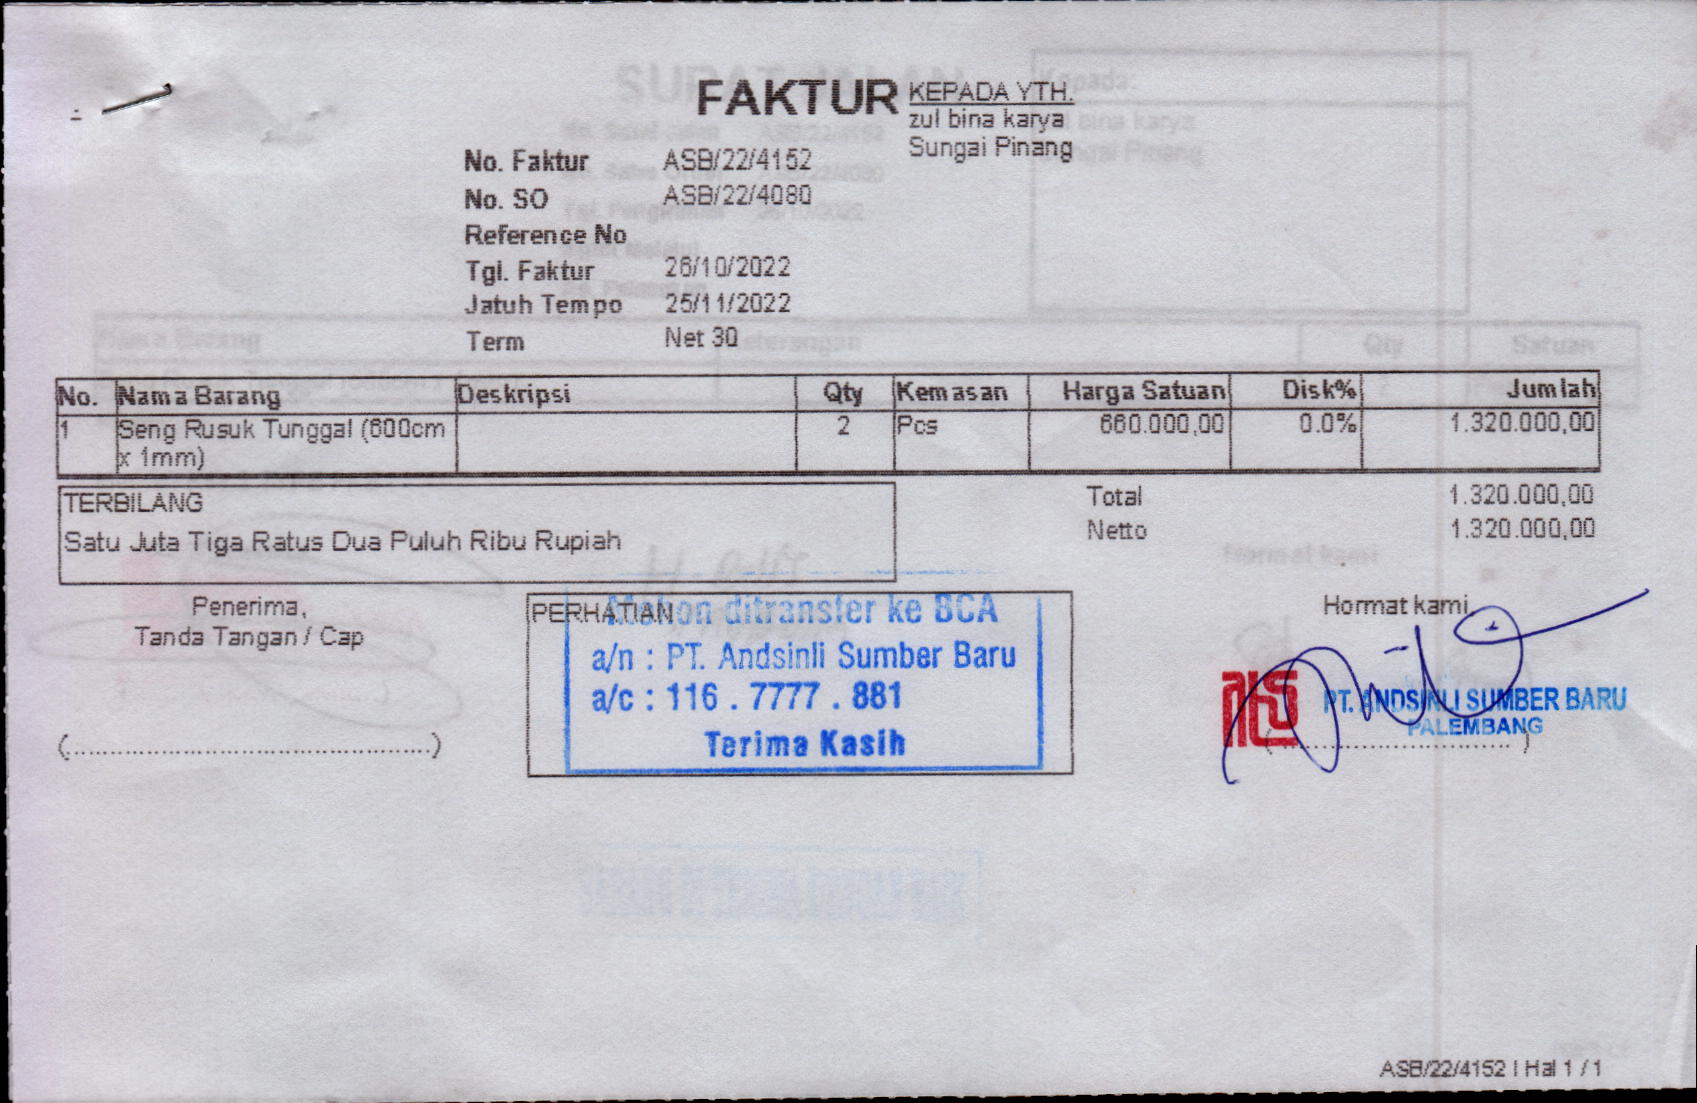 FAKTUR
KEPADA YTH.
zul bina karya
Sungai Pinang
No. Faktur ASB/22/4152
No. SO ASB/22/4080
Reference No
Tgl. Faktur 26/10/2022
Jatuh Tempo 25/11/2022
Term Net 30
No. Nama Barang Deskripsi Qty Kemasan Harga Satuan Disk% Jumlah
1 Seng Rusuk Tunggal (600cm 2 Pcs 660.000,00 0.0% 1.320.000,00
x 1mm)
TERBILANG
Satu Juta Tiga Ratus Dua Puluh Ribu Rupiah
Total 1.320.000,00
Netto 1.320.000,00
Penerima,
Tanda Tangan / Cap
(..............................................)
PERHATIAN
Mohon ditransfer ke BCA
a/n : PT. Andsinli Sumber Baru
a/c : 116 . 7777 . 881
Terima Kasih
Hormat kami,
PT. ANDSINLI SUMBER BARU
PALEMBANG
ASB/22/4152 | Hal 1 / 1